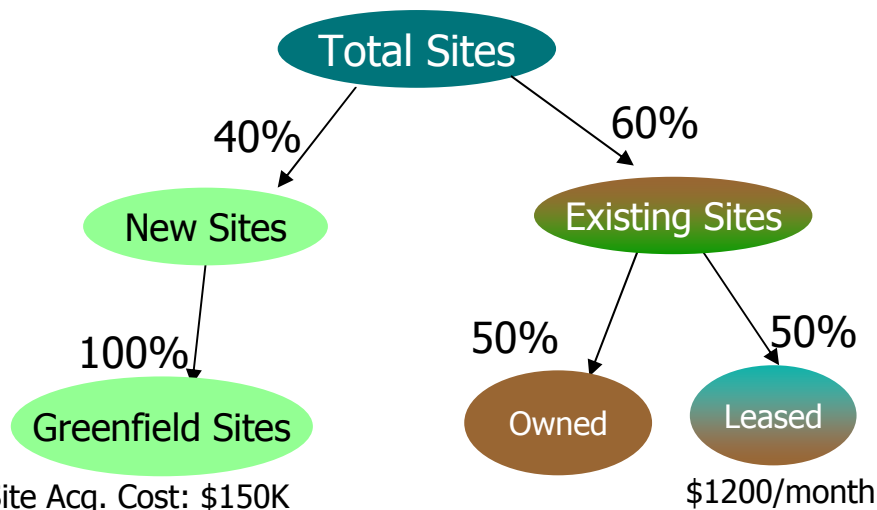 Total Sites
40%
60%
New Sites
Existing Sites
100%
50%
50%
Greenfield Sites
Owned
Leased
Site Acq. Cost: $150K
$1200/month